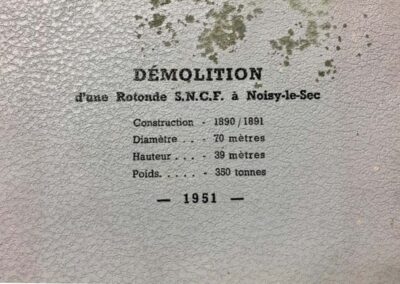 DÉMOLITION
d'une Rotonde S.N.C.F. à Noisy-le-Sec
Construction - 1890/1891
Diamètre . . - 70 mètres
Hauteur . . . - 39 mètres
Poids. . . . . - 350 tonnes
— 1951 —